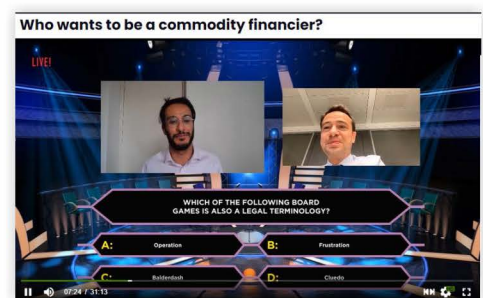 Who wants to be a commodity financier?
LIVE!
WHICH OF THE FOLLOWING BOARD
GAMES IS ALSO A LEGAL TERMINOLOGY?
A: Operation
B: Frustration
C: Balderdash
D: Cluedo
07:24 / 31:13